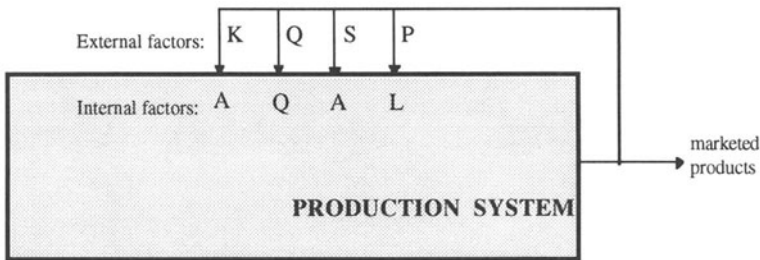 External factors: K Q S P
Internal factors: A Q A L
marketed
products
PRODUCTION SYSTEM